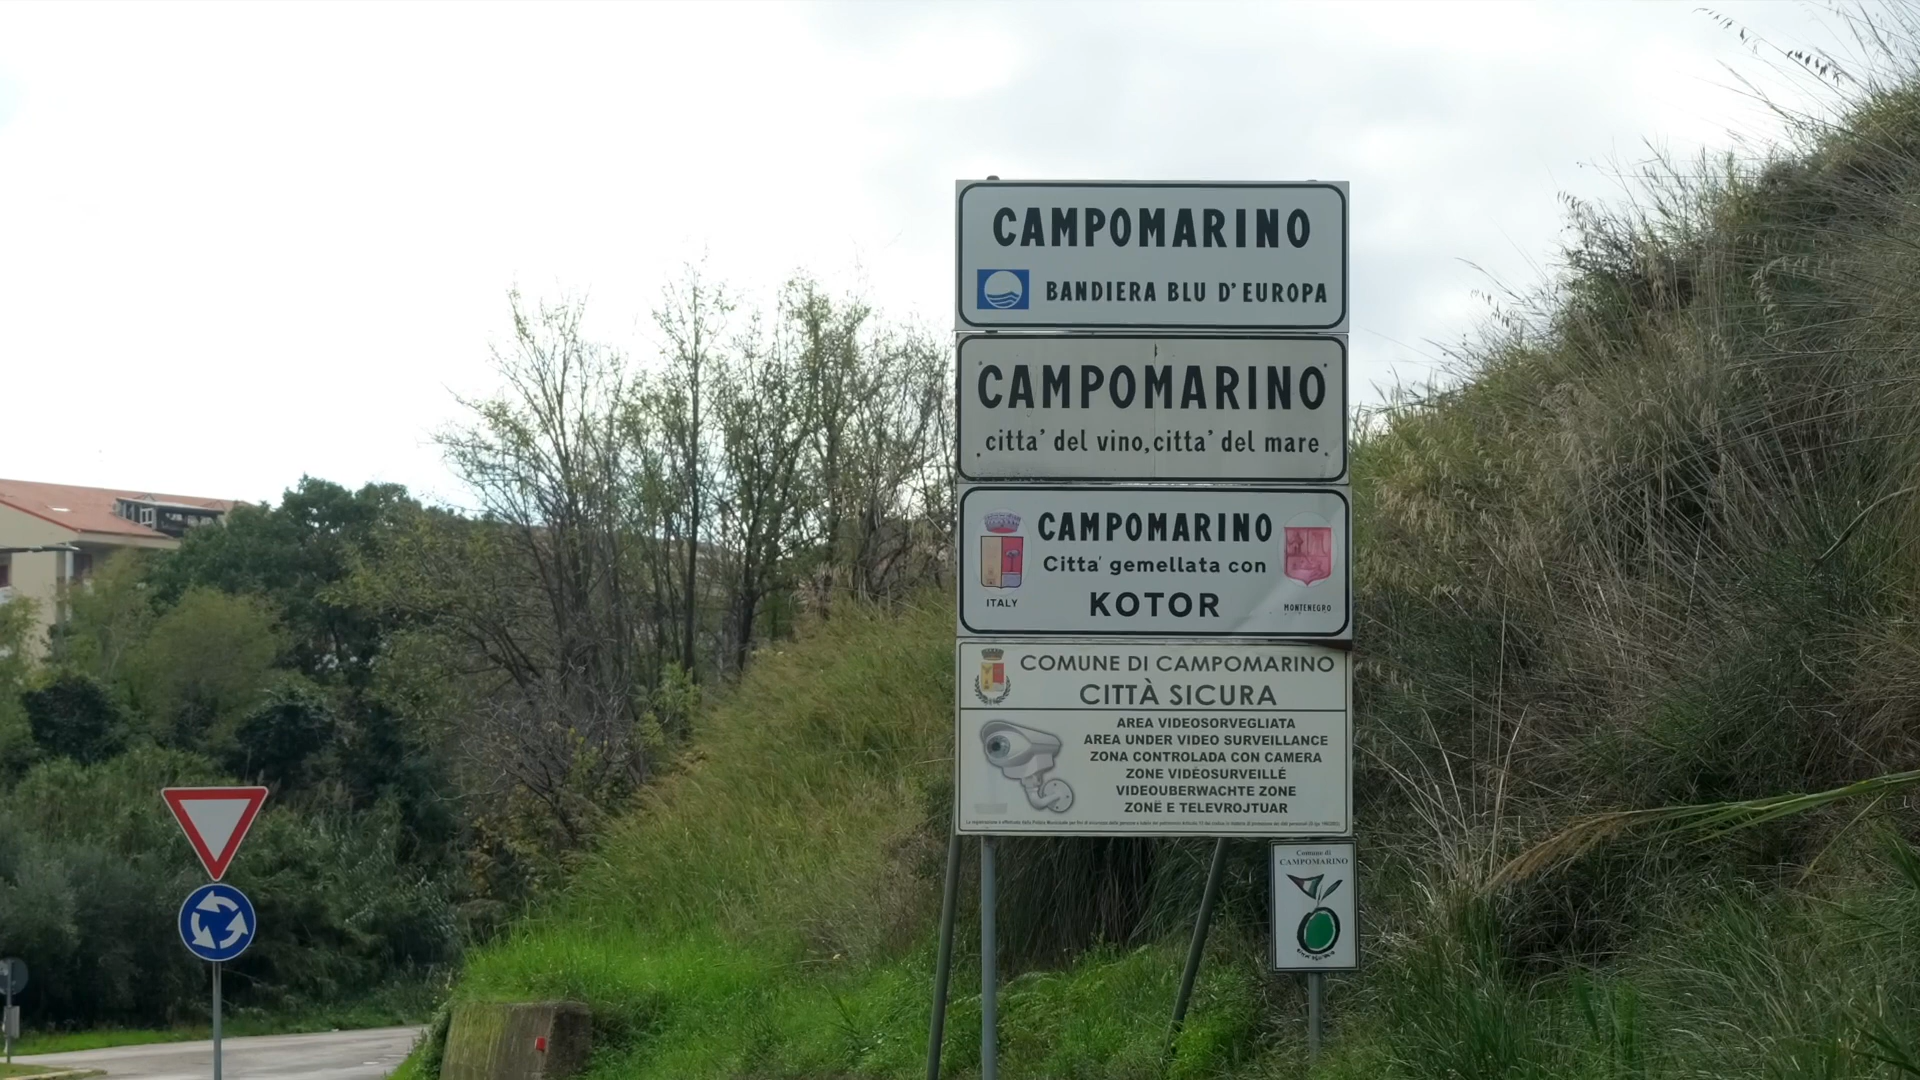 CAMPOMARINO
BANDIERA BLU D'EUROPA
CAMPOMARINO
citta' del vino, citta' del mare
CAMPOMARINO
Citta' gemellata con
KOTOR
ITALY
MONTENEGRO
COMUNE DI CAMPOMARINO
CITTÀ SICURA
AREA VIDEOSORVEGLIATA
AREA UNDER VIDEO SURVEILLANCE
ZONA CONTROLADA CON CAMERA
ZONE VIDÉOSURVEILLÉ
VIDEOUBERWACHTE ZONE
ZONË E TELEVROJTUAR
Comune di
CAMPOMARINO